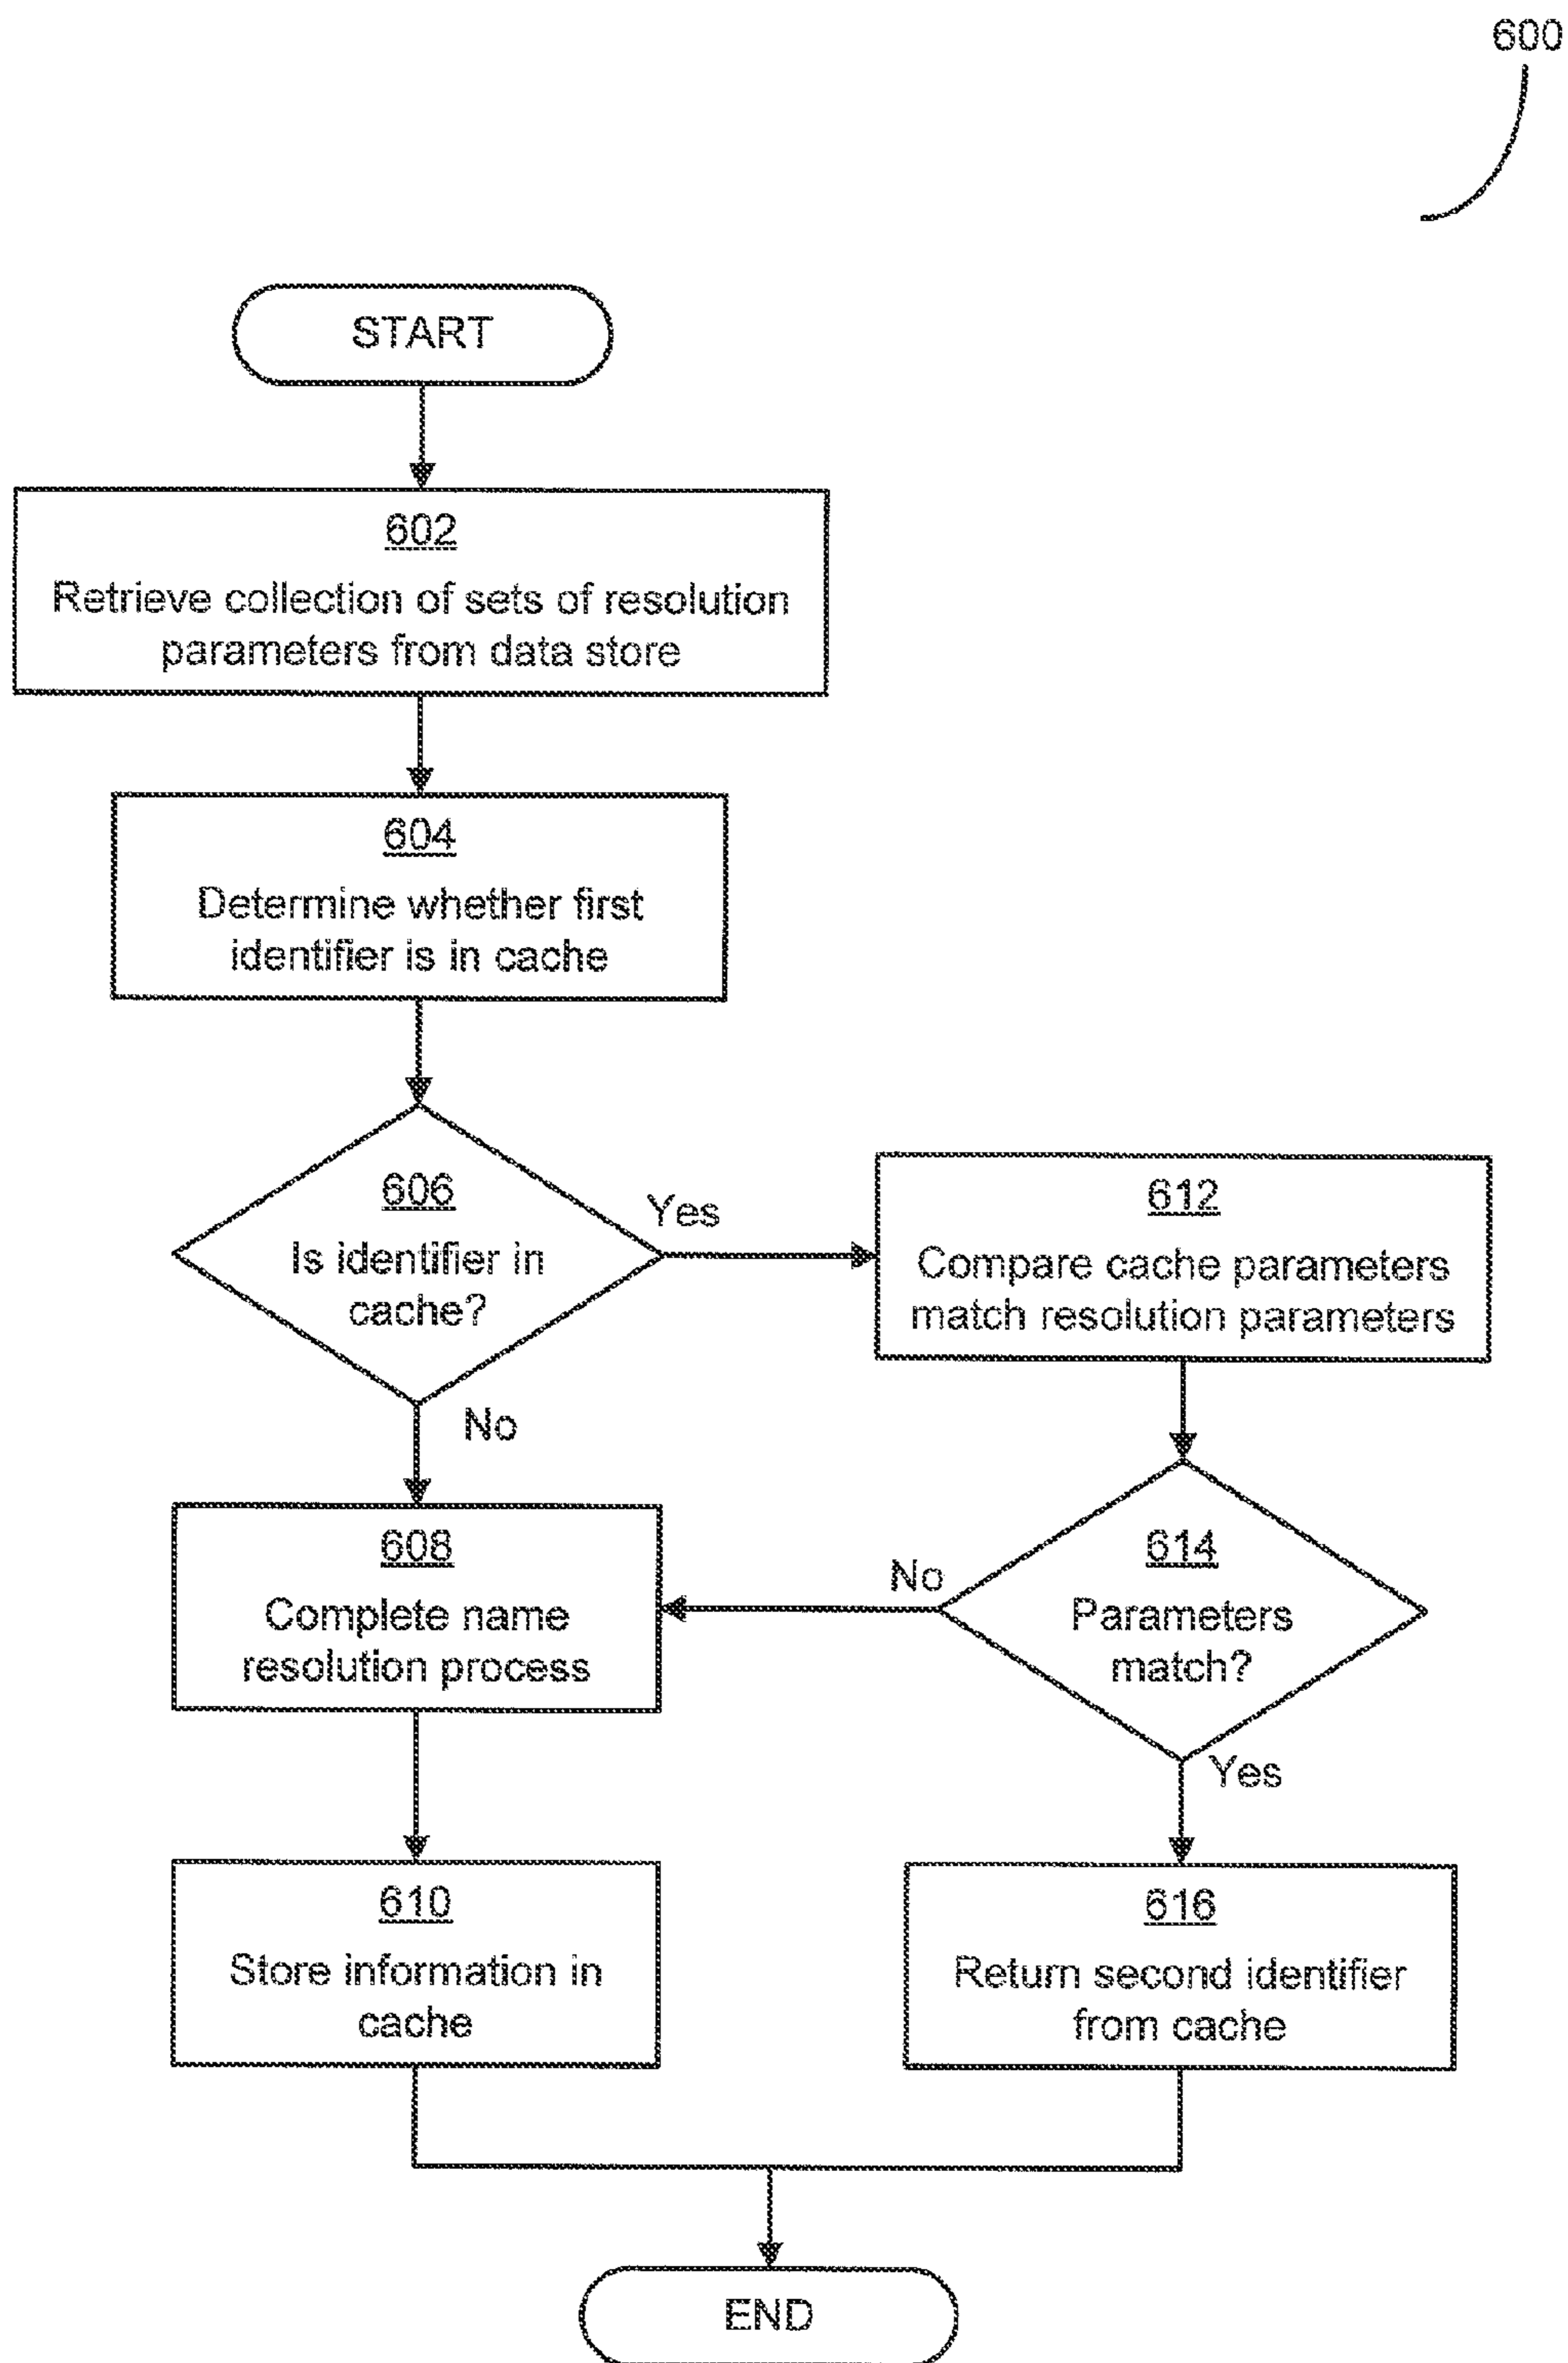 600
START
602
Retrieve collection of sets of resolution
parameters from data store
604
Determine whether first
identifier is in cache
606
Is identifier in
cache?
Yes
No
612
Compare cache parameters
match resolution parameters
614
Parameters
match?
No
Yes
608
Complete name
resolution process
610
Store information in
cache
616
Return second identifier
from cache
END